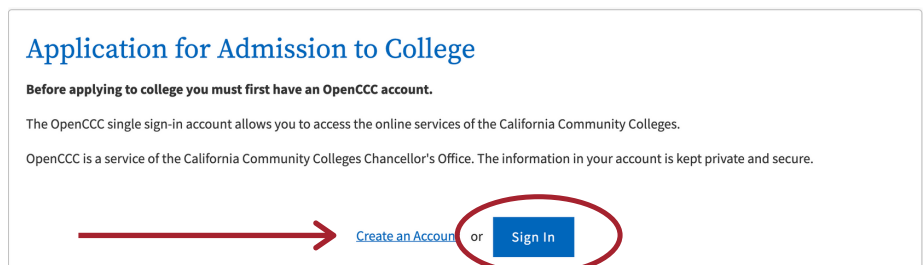 Application for Admission to College
Before applying to college you must first have an OpenCCC account.
The OpenCCC single sign-in account allows you to access the online services of the California Community Colleges.
OpenCCC is a service of the California Community Colleges Chancellor's Office. The information in your account is kept private and secure.
Create an Accoun or Sign In